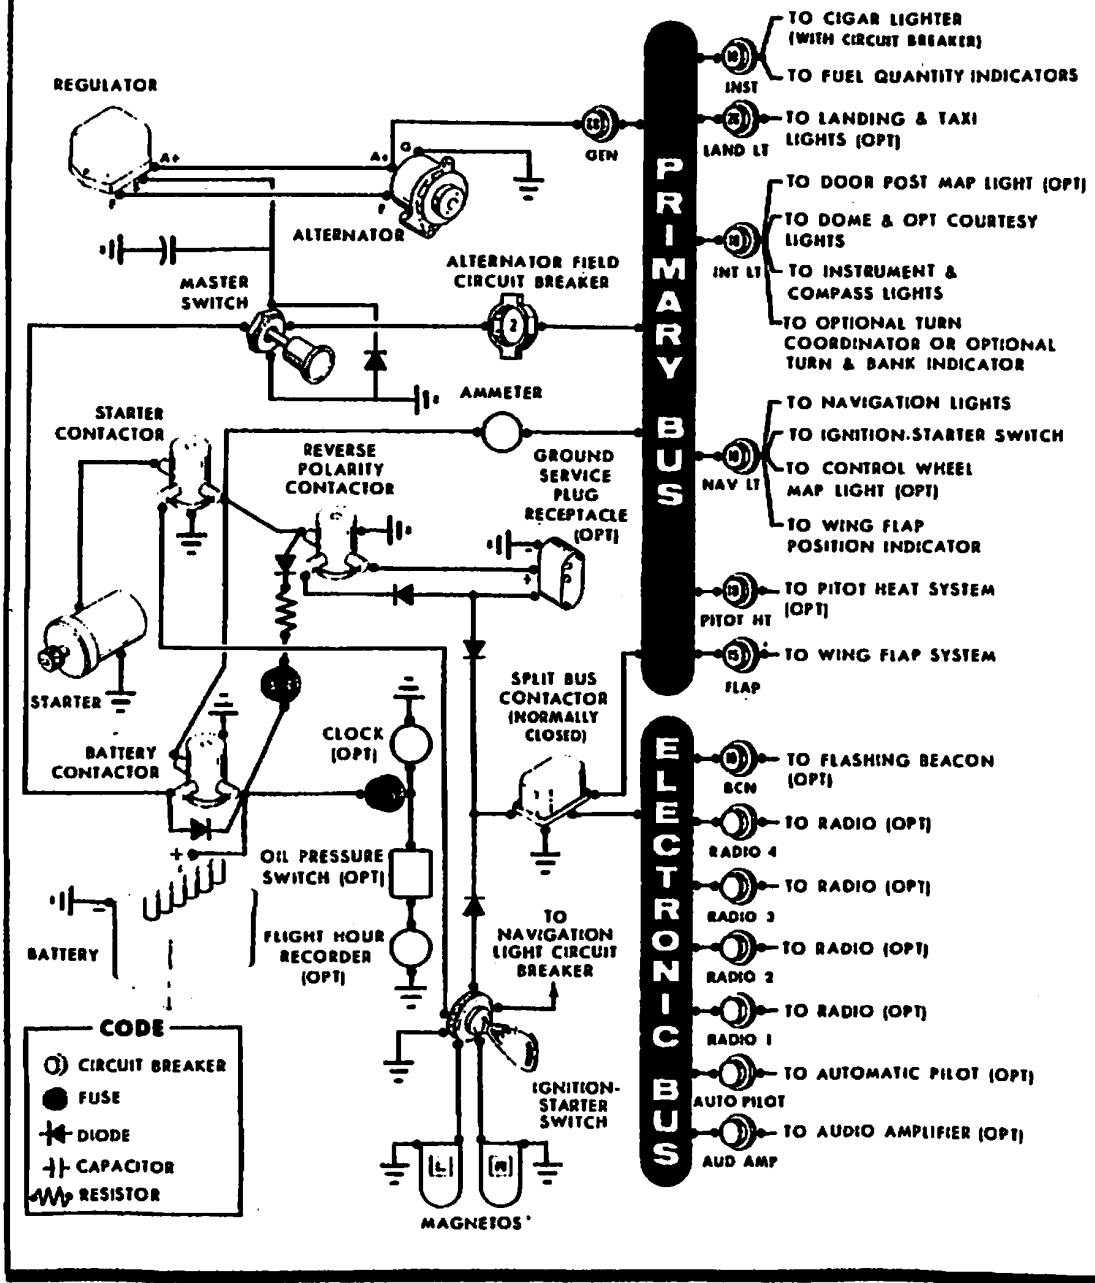 REGULATOR
A+
A+
G
F
F
ALTERNATOR
GEN
MASTER
SWITCH
ALTERNATOR FIELD
CIRCUIT BREAKER
2
AMMETER
STARTER
CONTACTOR
REVERSE
POLARITY
CONTACTOR
GROUND
SERVICE
PLUG
RECEPTACLE
(OPT)
-
+
STARTER
BATTERY
CONTACTOR
CLOCK
(OPT)
SPLIT BUS
CONTACTOR
(NORMALLY
CLOSED)
OIL PRESSURE
SWITCH (OPT)
FLIGHT HOUR
RECORDER
(OPT)
+
-
BATTERY
TO
NAVIGATION
LIGHT CIRCUIT
BREAKER
IGNITION-
STARTER
SWITCH
MAGNETOS
CODE
CIRCUIT BREAKER
FUSE
DIODE
CAPACITOR
RESISTOR
PRIMARY BUS
INST
TO CIGAR LIGHTER
(WITH CIRCUIT BREAKER)
TO FUEL QUANTITY INDICATORS
LAND LT
TO LANDING & TAXI
LIGHTS (OPT)
INT LT
TO DOOR POST MAP LIGHT (OPT)
TO DOME & OPT COURTESY
LIGHTS
TO INSTRUMENT &
COMPASS LIGHTS
TO OPTIONAL TURN
COORDINATOR OR OPTIONAL
TURN & BANK INDICATOR
10
NAV LT
TO NAVIGATION LIGHTS
TO IGNITION-STARTER SWITCH
TO CONTROL WHEEL
MAP LIGHT (OPT)
TO WING FLAP
POSITION INDICATOR
PITOT HT
TO PITOT HEAT SYSTEM
(OPT)
15
FLAP
TO WING FLAP SYSTEM
ELECTRONIC BUS
10
BCN
TO FLASHING BEACON
(OPT)
RADIO 4
TO RADIO (OPT)
RADIO 3
TO RADIO (OPT)
RADIO 2
TO RADIO (OPT)
RADIO 1
TO RADIO (OPT)
AUTO PILOT
TO AUTOMATIC PILOT (OPT)
AUD AMP
TO AUDIO AMPLIFIER (OPT)